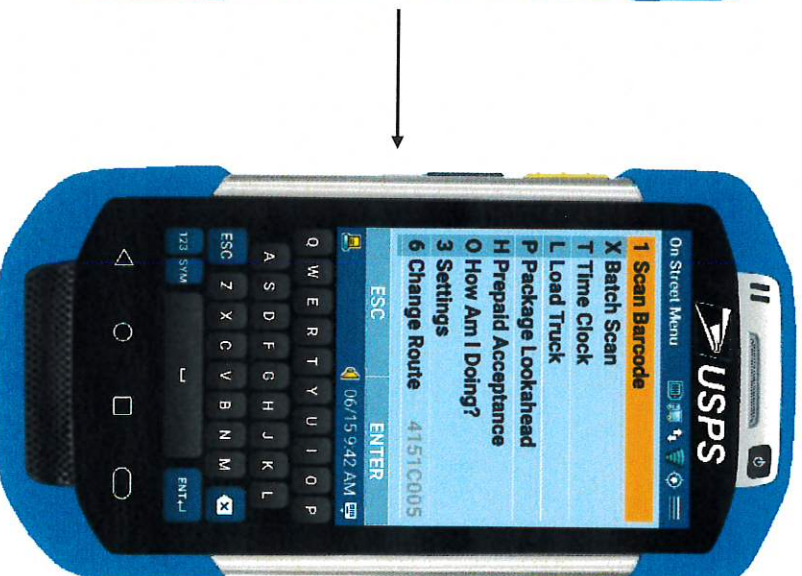 USPS
On Street Menu
1 Scan Barcode
X Batch Scan
T Time Clock
L Load Truck
P Package Lookahead
H Prepaid Acceptance
O How Am I Doing?
3 Settings
6 Change Route 4151C005
ESC ENTER
06/15 9:42 AM
Q W E R T Y U I O P
A S D F G H J K L
ESC Z X C V B N M
123 SYM ENT